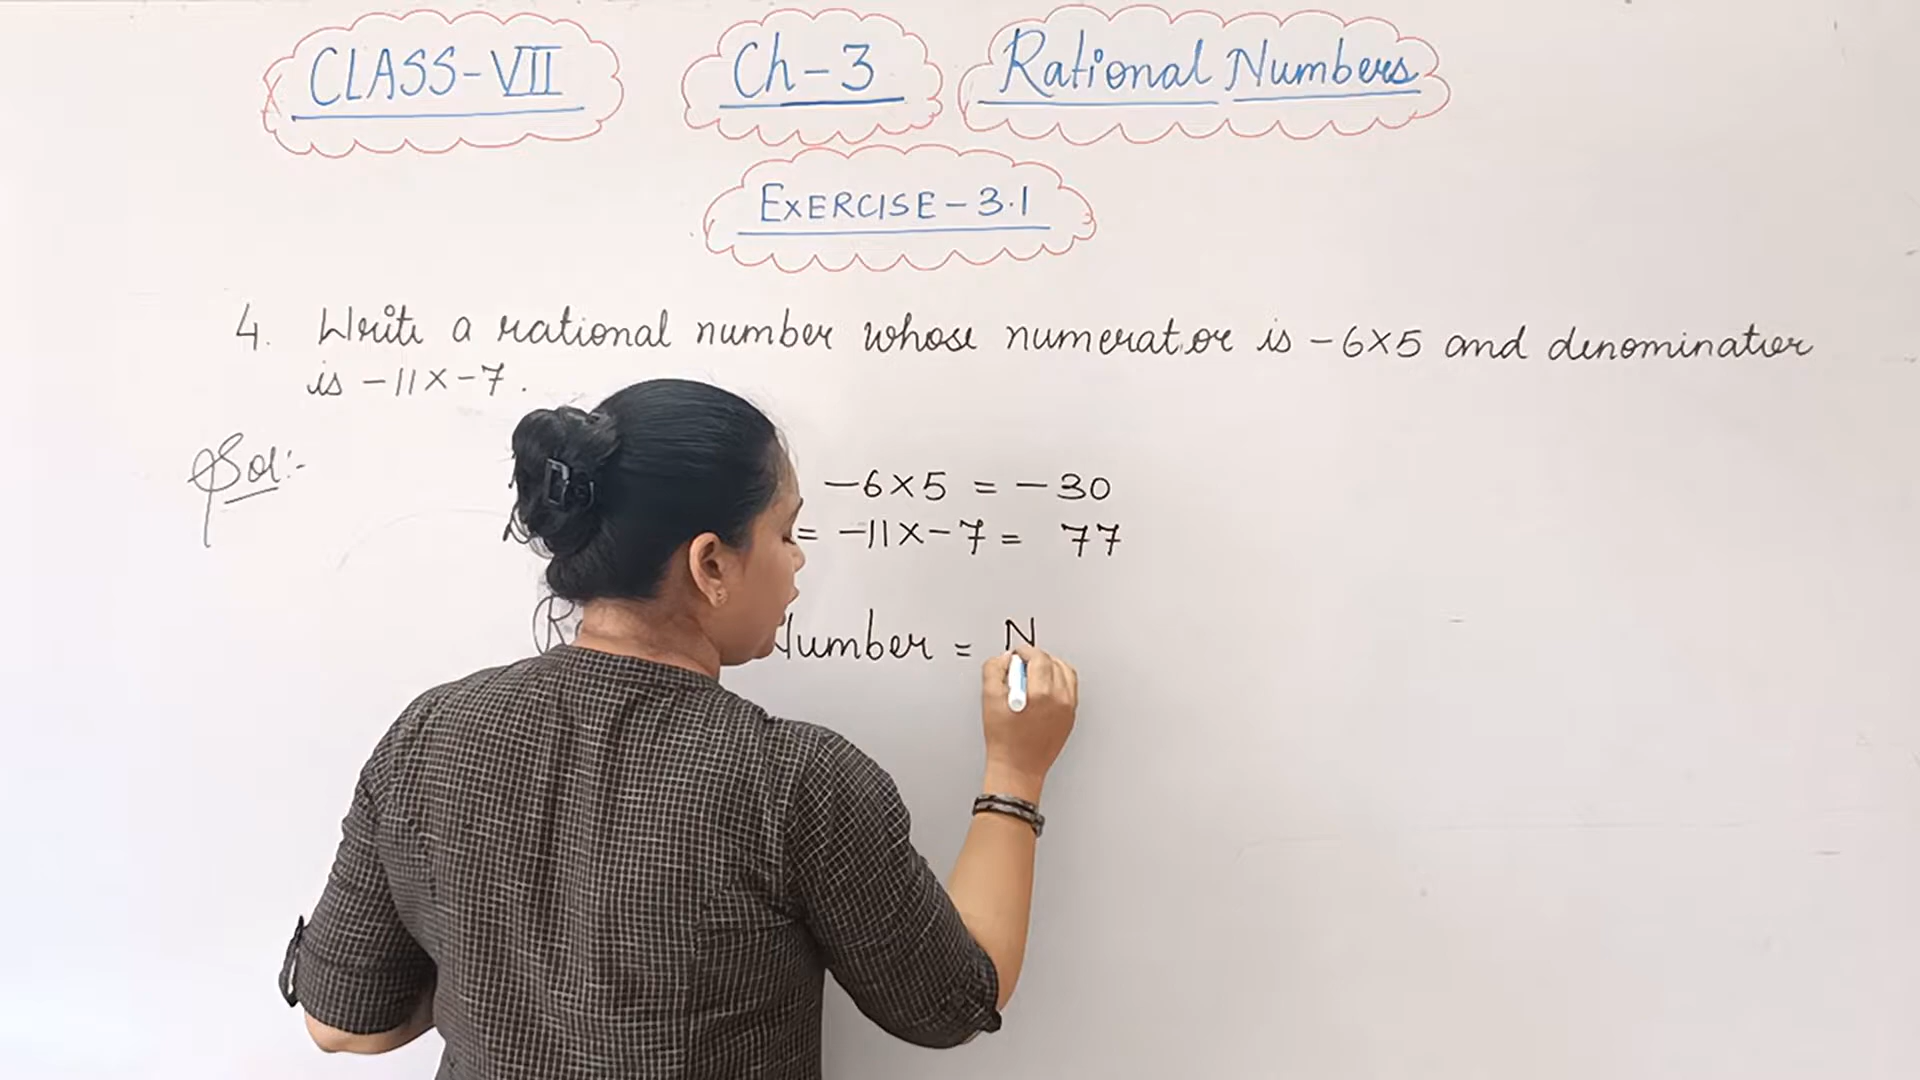 CLASS-VII Ch-3 Rational Numbers
EXERCISE-3.1
4. Write a rational number whose numerator is -6×5 and denominator
is -11×-7.
Sol:-
-6×5 = -30
= -11×-7 = 77
Number = N